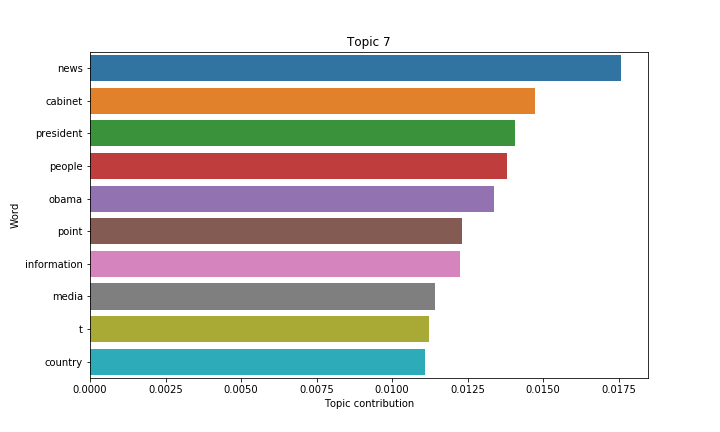 Topic 7
Word
news
cabinet
president
people
obama
point
information
media
t
country
0.0000 0.0025 0.0050 0.0075 0.0100 0.0125 0.0150 0.0175
Topic contribution